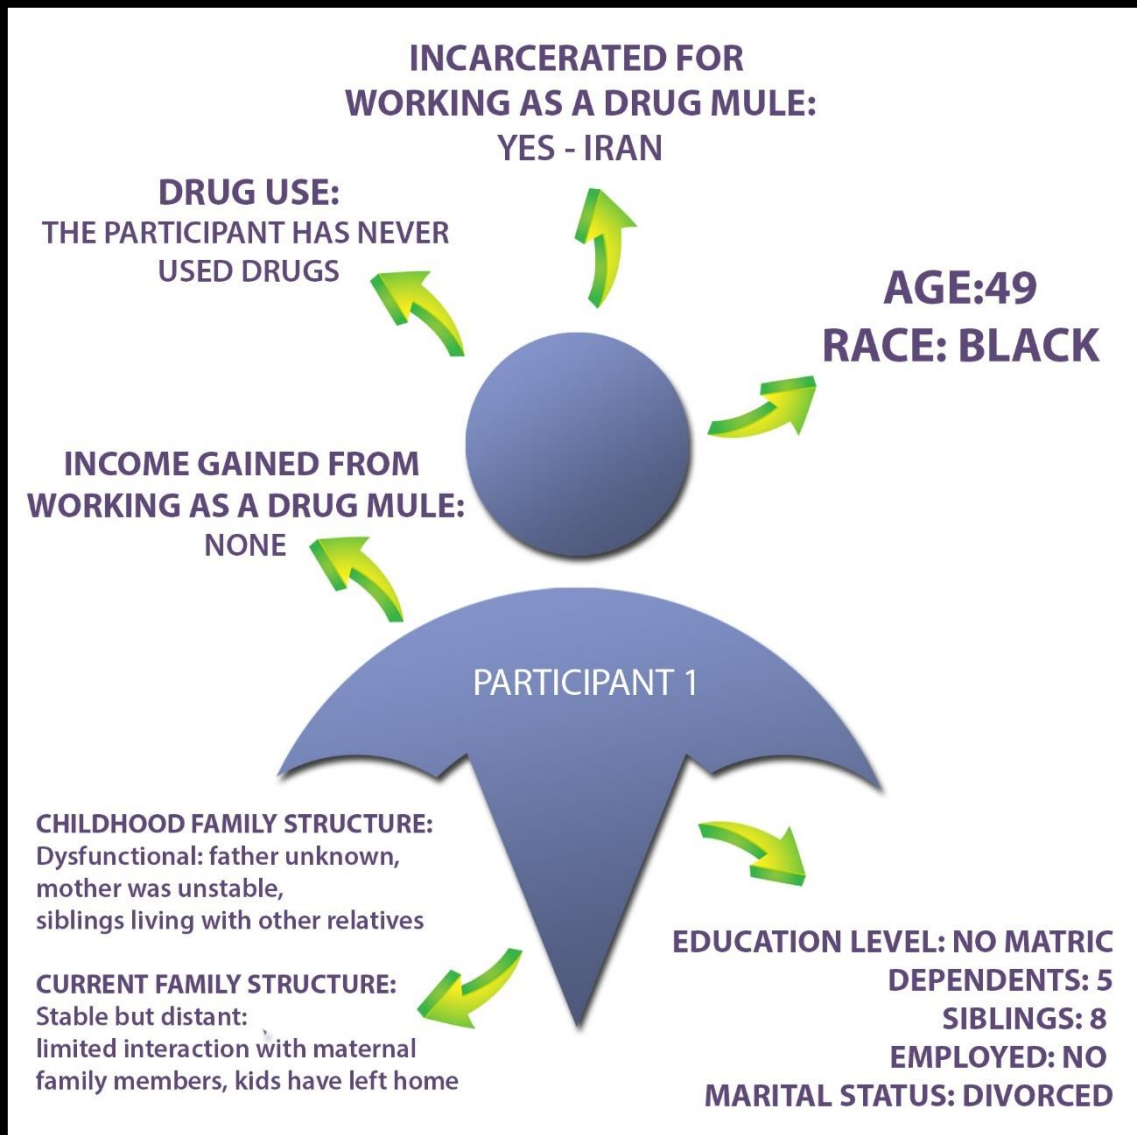 INCARCERATED FOR
WORKING AS A DRUG MULE:
YES - IRAN
DRUG USE:
THE PARTICIPANT HAS NEVER
USED DRUGS
AGE:49
RACE: BLACK
INCOME GAINED FROM
WORKING AS A DRUG MULE:
NONE
PARTICIPANT 1
CHILDHOOD FAMILY STRUCTURE:
Dysfunctional: father unknown,
mother was unstable,
siblings living with other relatives
CURRENT FAMILY STRUCTURE:
Stable but distant:
limited interaction with maternal
family members, kids have left home
EDUCATION LEVEL: NO MATRIC
DEPENDENTS: 5
SIBLINGS: 8
EMPLOYED: NO
MARITAL STATUS: DIVORCED